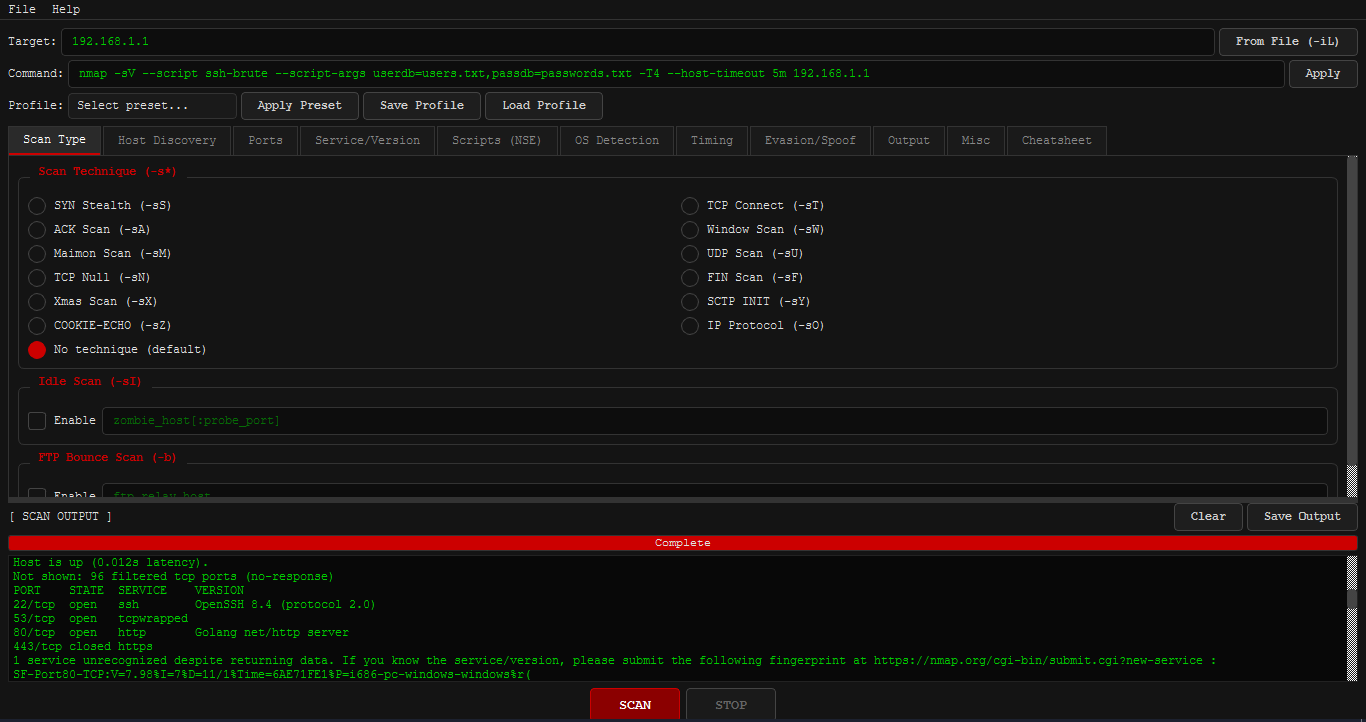 File Help
Target: 192.168.1.1 From File (-iL)
Command: nmap -sV --script ssh-brute --script-args userdb=users.txt,passdb=passwords.txt -T4 --host-timeout 5m 192.168.1.1 Apply
Profile: Select preset... Apply Preset Save Profile Load Profile
Scan Type Host Discovery Ports Service/Version Scripts (NSE) OS Detection Timing Evasion/Spoof Output Misc Cheatsheet
Scan Technique (-s*)
SYN Stealth (-sS) TCP Connect (-sT)
ACK Scan (-sA) Window Scan (-sW)
Maimon Scan (-sM) UDP Scan (-sU)
TCP Null (-sN) FIN Scan (-sF)
Xmas Scan (-sX) SCTP INIT (-sY)
COOKIE-ECHO (-sZ) IP Protocol (-sO)
No technique (default)
Idle Scan (-sI)
Enable zombie_host[:probe_port]
FTP Bounce Scan (-b)
Enable ftp_relay_host
[ SCAN OUTPUT ] Clear Save Output
Complete
Host is up (0.012s latency).
Not shown: 96 filtered tcp ports (no-response)
PORT STATE SERVICE VERSION
22/tcp open ssh OpenSSH 8.4 (protocol 2.0)
53/tcp open tcpwrapped
80/tcp open http Golang net/http server
443/tcp closed https
1 service unrecognized despite returning data. If you know the service/version, please submit the following fingerprint at https://nmap.org/cgi-bin/submit.cgi?new-service :
SF-Port80-TCP:V=7.98%I=7%D=11/1%Time=6AE71FE1%P=i686-pc-windows-windows%r(
SCAN STOP